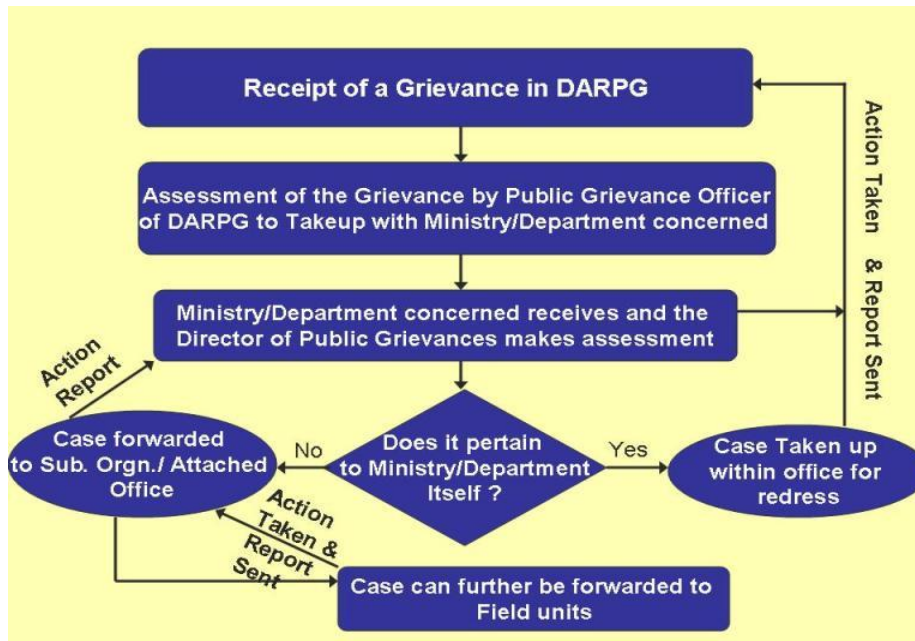 Receipt of a Grievance in DARPG
Assessment of the Grievance by Public Grievance Officer
of DARPG to Takeup with Ministry/Department concerned
Ministry/Department concerned receives and the
Director of Public Grievances makes assessment
Action Taken & Report Sent
Action
Report
Does it pertain
to Ministry/Department
Itself ?
No
Yes
Case forwarded
to Sub. Orgn./ Attached
Office
Case Taken up
within office for
redress
Action
Taken &
Report
Sent
Case can further be forwarded to
Field units